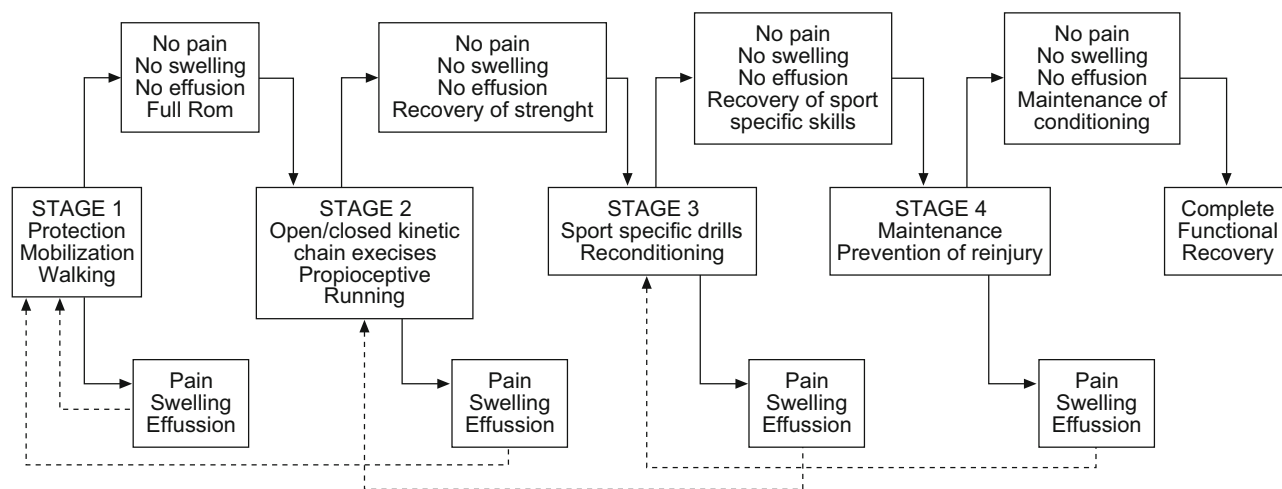 No pain
No swelling
No effusion
Full Rom
No pain
No swelling
No effusion
Recovery of strenght
No pain
No swelling
No effusion
Recovery of sport
specific skills
No pain
No swelling
No effusion
Maintenance of
conditioning
STAGE 1
Protection
Mobilization
Walking
STAGE 2
Open/closed kinetic
chain execises
Propioceptive
Running
STAGE 3
Sport specific drills
Reconditioning
STAGE 4
Maintenance
Prevention of reinjury
Complete
Functional
Recovery
Pain
Swelling
Effussion
Pain
Swelling
Effussion
Pain
Swelling
Effussion
Pain
Swelling
Effussion